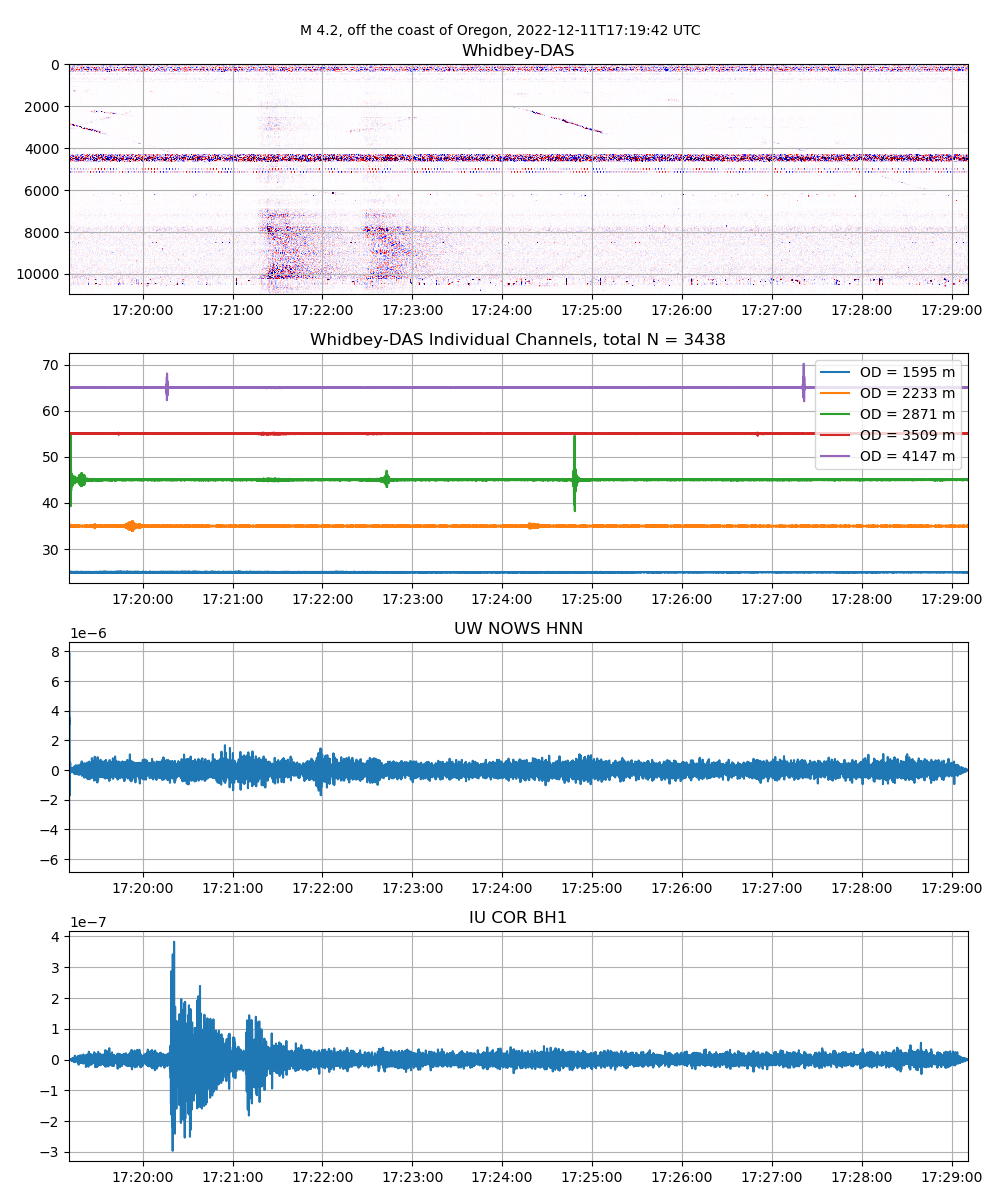 M 4.2, off the coast of Oregon, 2022-12-11T17:19:42 UTC
Whidbey-DAS
0
2000
4000
6000
8000
10000
17:20:00 17:21:00 17:22:00 17:23:00 17:24:00 17:25:00 17:26:00 17:27:00 17:28:00 17:29:00
Whidbey-DAS Individual Channels, total N = 3438
70
60
50
40
30
OD = 1595 m
OD = 2233 m
OD = 2871 m
OD = 3509 m
OD = 4147 m
17:20:00 17:21:00 17:22:00 17:23:00 17:24:00 17:25:00 17:26:00 17:27:00 17:28:00 17:29:00
UW NOWS HNN
1e−6
8
6
4
2
0
−2
−4
−6
17:20:00 17:21:00 17:22:00 17:23:00 17:24:00 17:25:00 17:26:00 17:27:00 17:28:00 17:29:00
IU COR BH1
1e−7
4
3
2
1
0
−1
−2
−3
17:20:00 17:21:00 17:22:00 17:23:00 17:24:00 17:25:00 17:26:00 17:27:00 17:28:00 17:29:00